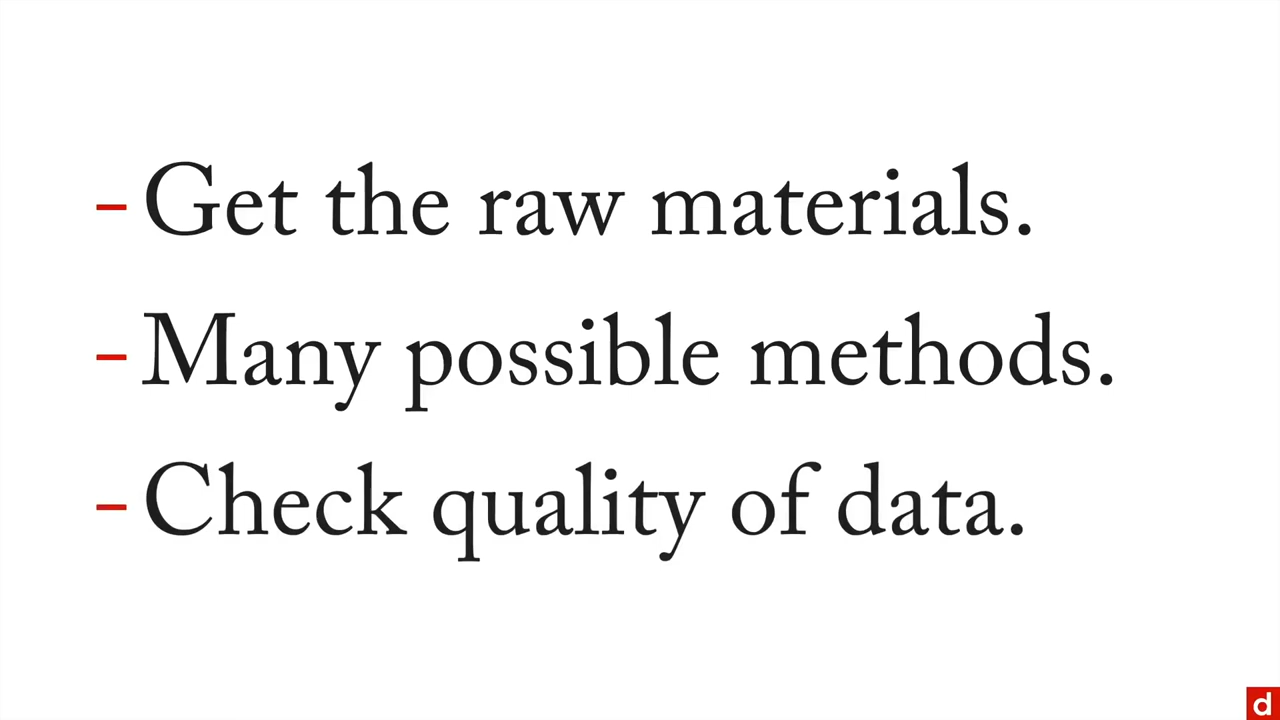 - Get the raw materials.
- Many possible methods.
- Check quality of data.
d